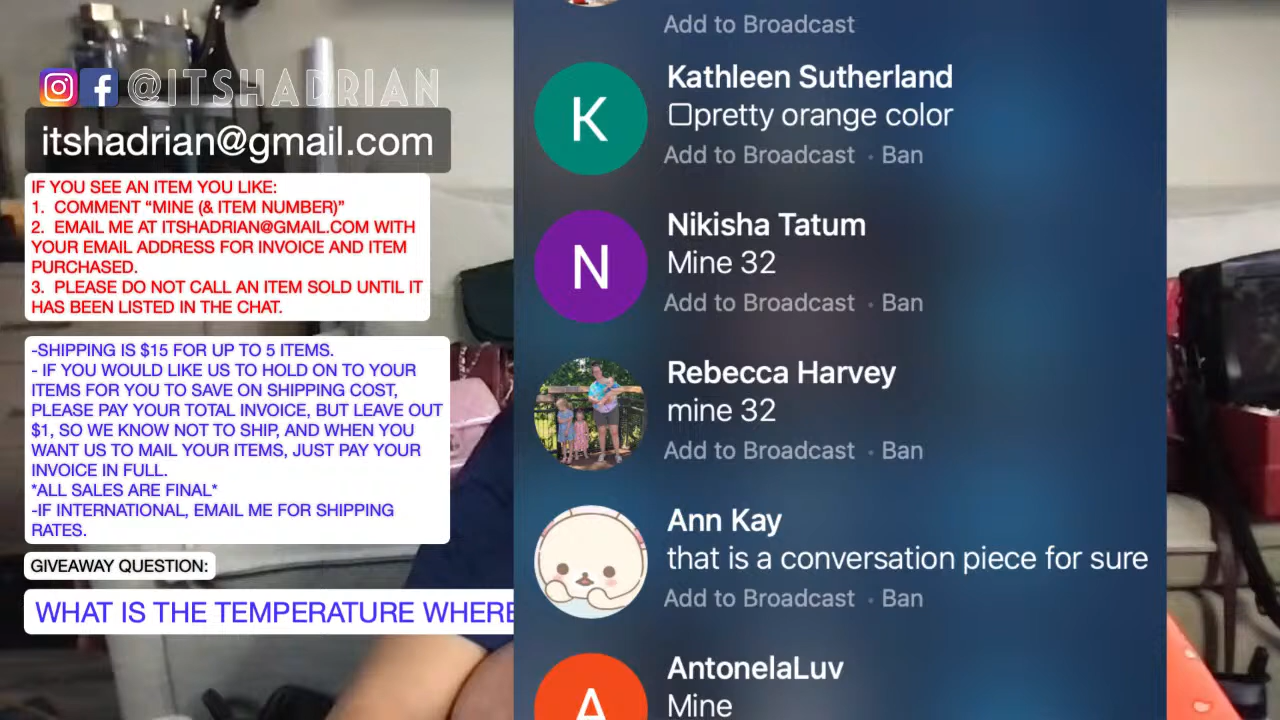 @ITSHADRIAN
itshadrian@gmail.com
IF YOU SEE AN ITEM YOU LIKE:
1. COMMENT “MINE (& ITEM NUMBER)”
2. EMAIL ME AT ITSHADRIAN@GMAIL.COM WITH
YOUR EMAIL ADDRESS FOR INVOICE AND ITEM
PURCHASED.
3. PLEASE DO NOT CALL AN ITEM SOLD UNTIL IT
HAS BEEN LISTED IN THE CHAT.
-SHIPPING IS $15 FOR UP TO 5 ITEMS.
- IF YOU WOULD LIKE US TO HOLD ON TO YOUR
ITEMS FOR YOU TO SAVE ON SHIPPING COST,
PLEASE PAY YOUR TOTAL INVOICE, BUT LEAVE OUT
$1, SO WE KNOW NOT TO SHIP, AND WHEN YOU
WANT US TO MAIL YOUR ITEMS, JUST PAY YOUR
INVOICE IN FULL.
*ALL SALES ARE FINAL*
-IF INTERNATIONAL, EMAIL ME FOR SHIPPING
RATES.
GIVEAWAY QUESTION:
WHAT IS THE TEMPERATURE WHERE
Add to Broadcast
K
Kathleen Sutherland
□pretty orange color
Add to Broadcast · Ban
N
Nikisha Tatum
Mine 32
Add to Broadcast · Ban
Rebecca Harvey
mine 32
Add to Broadcast · Ban
Ann Kay
that is a conversation piece for sure
Add to Broadcast · Ban
A
AntonelaLuv
Mine